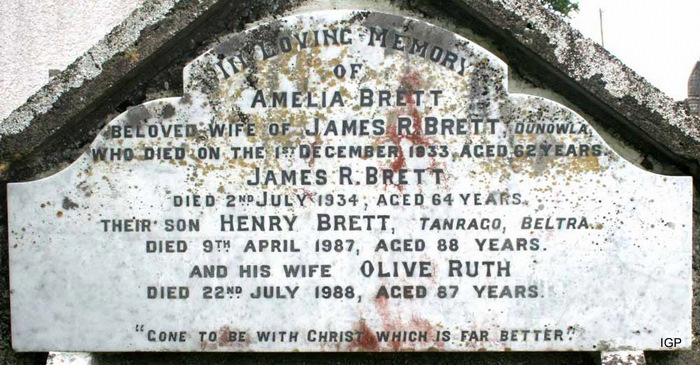 In Loving Memory
OF
Amelia Brett
BELOVED WIFE OF James R. Brett, DUNOWLA,
WHO DIED ON THE 1ST DECEMBER 1933, AGED 62 YEARS.
James R. Brett
DIED 2ND JULY 1934, AGED 64 YEARS.
THEIR SON Henry Brett, TANRAGO, BELTRA.
DIED 9TH APRIL 1987, AGED 88 YEARS.
AND HIS WIFE OLIVE RUTH
DIED 22ND JULY 1988, AGED 87 YEARS.
"GONE TO BE WITH CHRIST WHICH IS FAR BETTER".
IGP